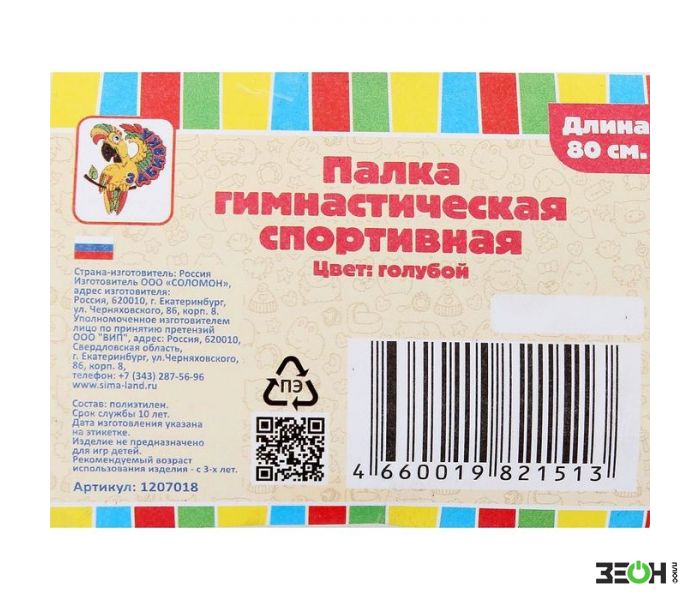 Длина
80 см.
ЗАБИЯКА
Палка
гимнастическая
спортивная
Цвет: голубой
Страна-изготовитель: Россия
Изготовитель ООО «СОЛОМОН»,
адрес изготовителя:
Россия, 620010, г. Екатеринбург,
ул. Черняховского, 86, корп. 8.
Уполномоченное изготовителем
лицо по принятию претензий
ООО "ВИП", адрес: Россия, 620010,
Свердловская область,
г. Екатеринбург, ул.Черняховского,
86, корп. 8,
телефон: +7 (343) 287-56-96
www.sima-land.ru
Состав: полиэтилен.
Срок службы 10 лет.
Дата изготовления указана
на этикетке.
Изделие не предназначено
для игр детей.
Рекомендуемый возраст
использования изделия - с 3-х лет.
Артикул: 1207018
ПЭ
4 660019 821513
ЗЕОН
ПЛЮС